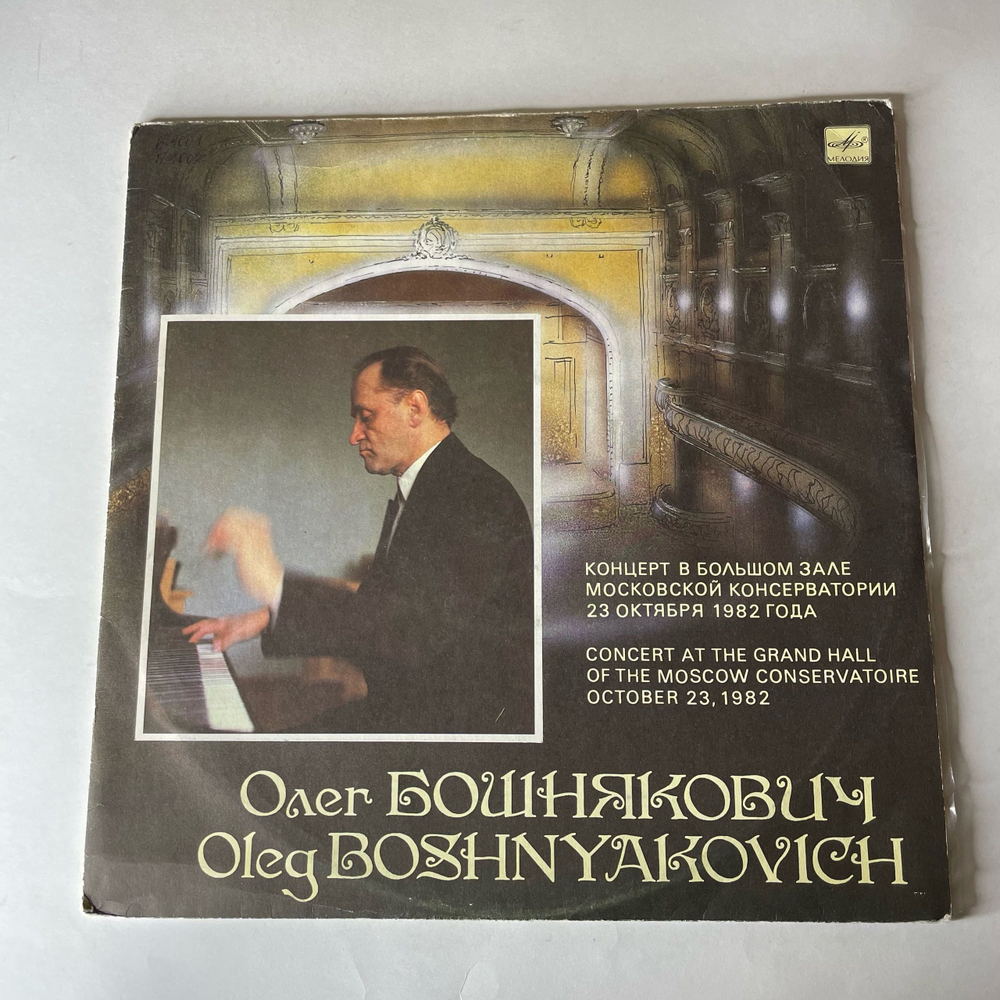 МЕЛОДИЯ
КОНЦЕРТ В БОЛЬШОМ ЗАЛЕ
МОСКОВСКОЙ КОНСЕРВАТОРИИ
23 ОКТЯБРЯ 1982 ГОДА
CONCERT AT THE GRAND HALL
OF THE MOSCOW CONSERVATOIRE
OCTOBER 23, 1982
Олег БОШНЯКОВИЧ
Oleg BOSHNYAKOVICH